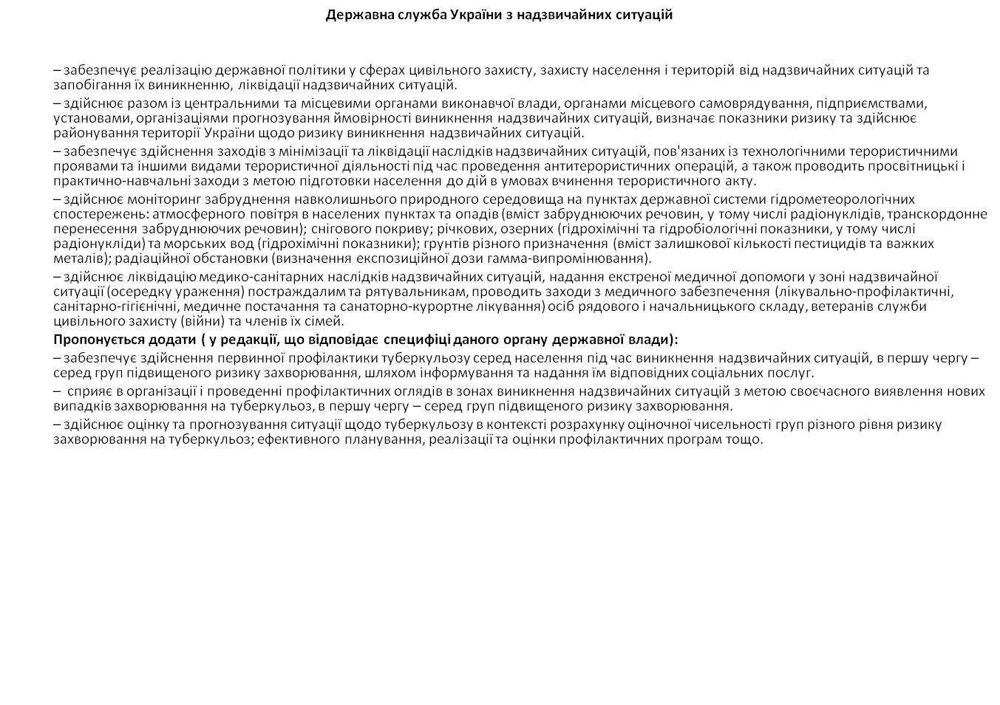 Державна служба України з надзвичайних ситуацій
– забезпечує реалізацію державної політики у сферах цивільного захисту, захисту населення і територій від надзвичайних ситуацій та
запобігання їх виникненню, ліквідації надзвичайних ситуацій.
– здійснює разом із центральними та місцевими органами виконавчої влади, органами місцевого самоврядування, підприємствами,
установами, організаціями прогнозування ймовірності виникнення надзвичайних ситуацій, визначає показники ризику та здійснює
районування території України щодо ризику виникнення надзвичайних ситуацій.
– забезпечує здійснення заходів з мінімізації та ліквідації наслідків надзвичайних ситуацій, пов'язаних із технологічними терористичними
проявами та іншими видами терористичної діяльності під час проведення антитерористичних операцій, а також проводить просвітницькі і
практично-навчальні заходи з метою підготовки населення до дій в умовах вчинення терористичного акту.
– здійснює моніторинг забруднення навколишнього природного середовища на пунктах державної системи гідрометеорологічних
спостережень: атмосферного повітря в населених пунктах та опадів (вміст забруднюючих речовин, у тому числі радіонуклідів, транскордонне
перенесення забруднюючих речовин); снігового покриву; річкових, озерних (гідрохімічні та гідробіологічні показники, у тому числі
радіонукліди) та морських вод (гідрохімічні показники); грунтів різного призначення (вміст залишкової кількості пестицидів та важких
металів); радіаційної обстановки (визначення експозиційної дози гамма-випромінювання).
– здійснює ліквідацію медико-санітарних наслідків надзвичайних ситуацій, надання екстреної медичної допомоги у зоні надзвичайної
ситуації (осередку ураження) постраждалим та рятувальникам, проводить заходи з медичного забезпечення (лікувально-профілактичні,
санітарно-гігієнічні, медичне постачання та санаторно-курортне лікування) осіб рядового і начальницького складу, ветеранів служби
цивільного захисту (війни) та членів їх сімей.
Пропонується додати ( у редакції, що відповідає специфіці даного органу державної влади):
– забезпечує здійснення первинної профілактики туберкульозу серед населення під час виникнення надзвичайних ситуацій, в першу чергу –
серед груп підвищеного ризику захворювання, шляхом інформування та надання їм відповідних соціальних послуг.
– сприяє в організації і проведенні профілактичних оглядів в зонах виникнення надзвичайних ситуацій з метою своєчасного виявлення нових
випадків захворювання на туберкульоз, в першу чергу – серед груп підвищеного ризику захворювання.
– здійснює оцінку та прогнозування ситуації щодо туберкульозу в контексті розрахунку оціночної чисельності груп різного рівня ризику
захворювання на туберкульоз; ефективного планування, реалізації та оцінки профілактичних програм тощо.